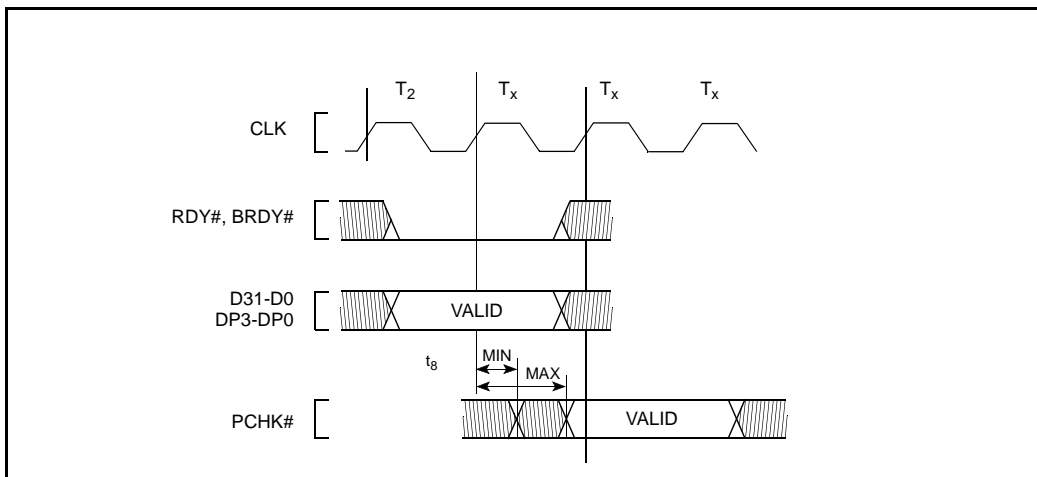 T2 Tx Tx Tx
CLK
RDY#, BRDY#
D31-D0
DP3-DP0
VALID
t8
MIN
MAX
PCHK#
VALID